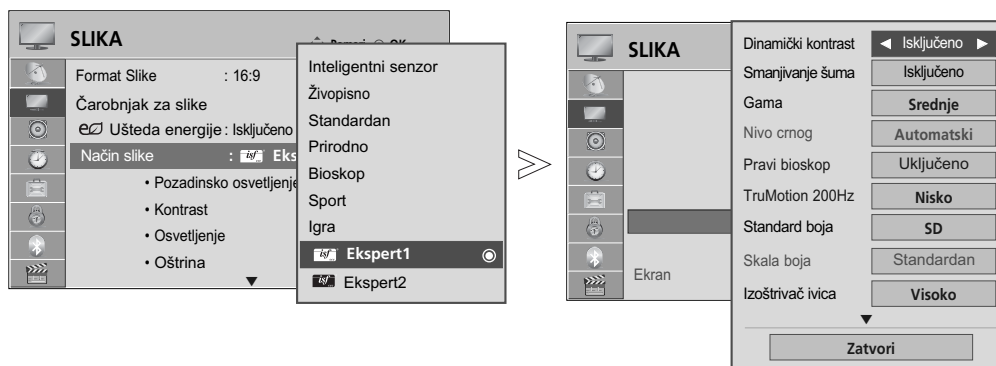 SLIKA
OK
Format Slike : 16:9
Čarobnjak za slike
Ušteda energije : Isključeno
Način slike : isf
• Pozadinsko osvetljenje
• Kontrast
• Osvetljenje
• Oštrina
▼
Inteligentni senzor
Živopisno
Standardan
Prirodno
Bioskop
Sport
Igra
isf Ekspert1
isf Ekspert2
SLIKA
Ekran
Dinamički kontrast ◀ Isključeno ▶
Smanjivanje šuma Isključeno
Gama Srednje
Nivo crnog Automatski
Pravi bioskop Uključeno
TruMotion 200Hz Nisko
Standard boja SD
Skala boja Standardan
Izoštrivač ivica Visoko
▼
Zatvori